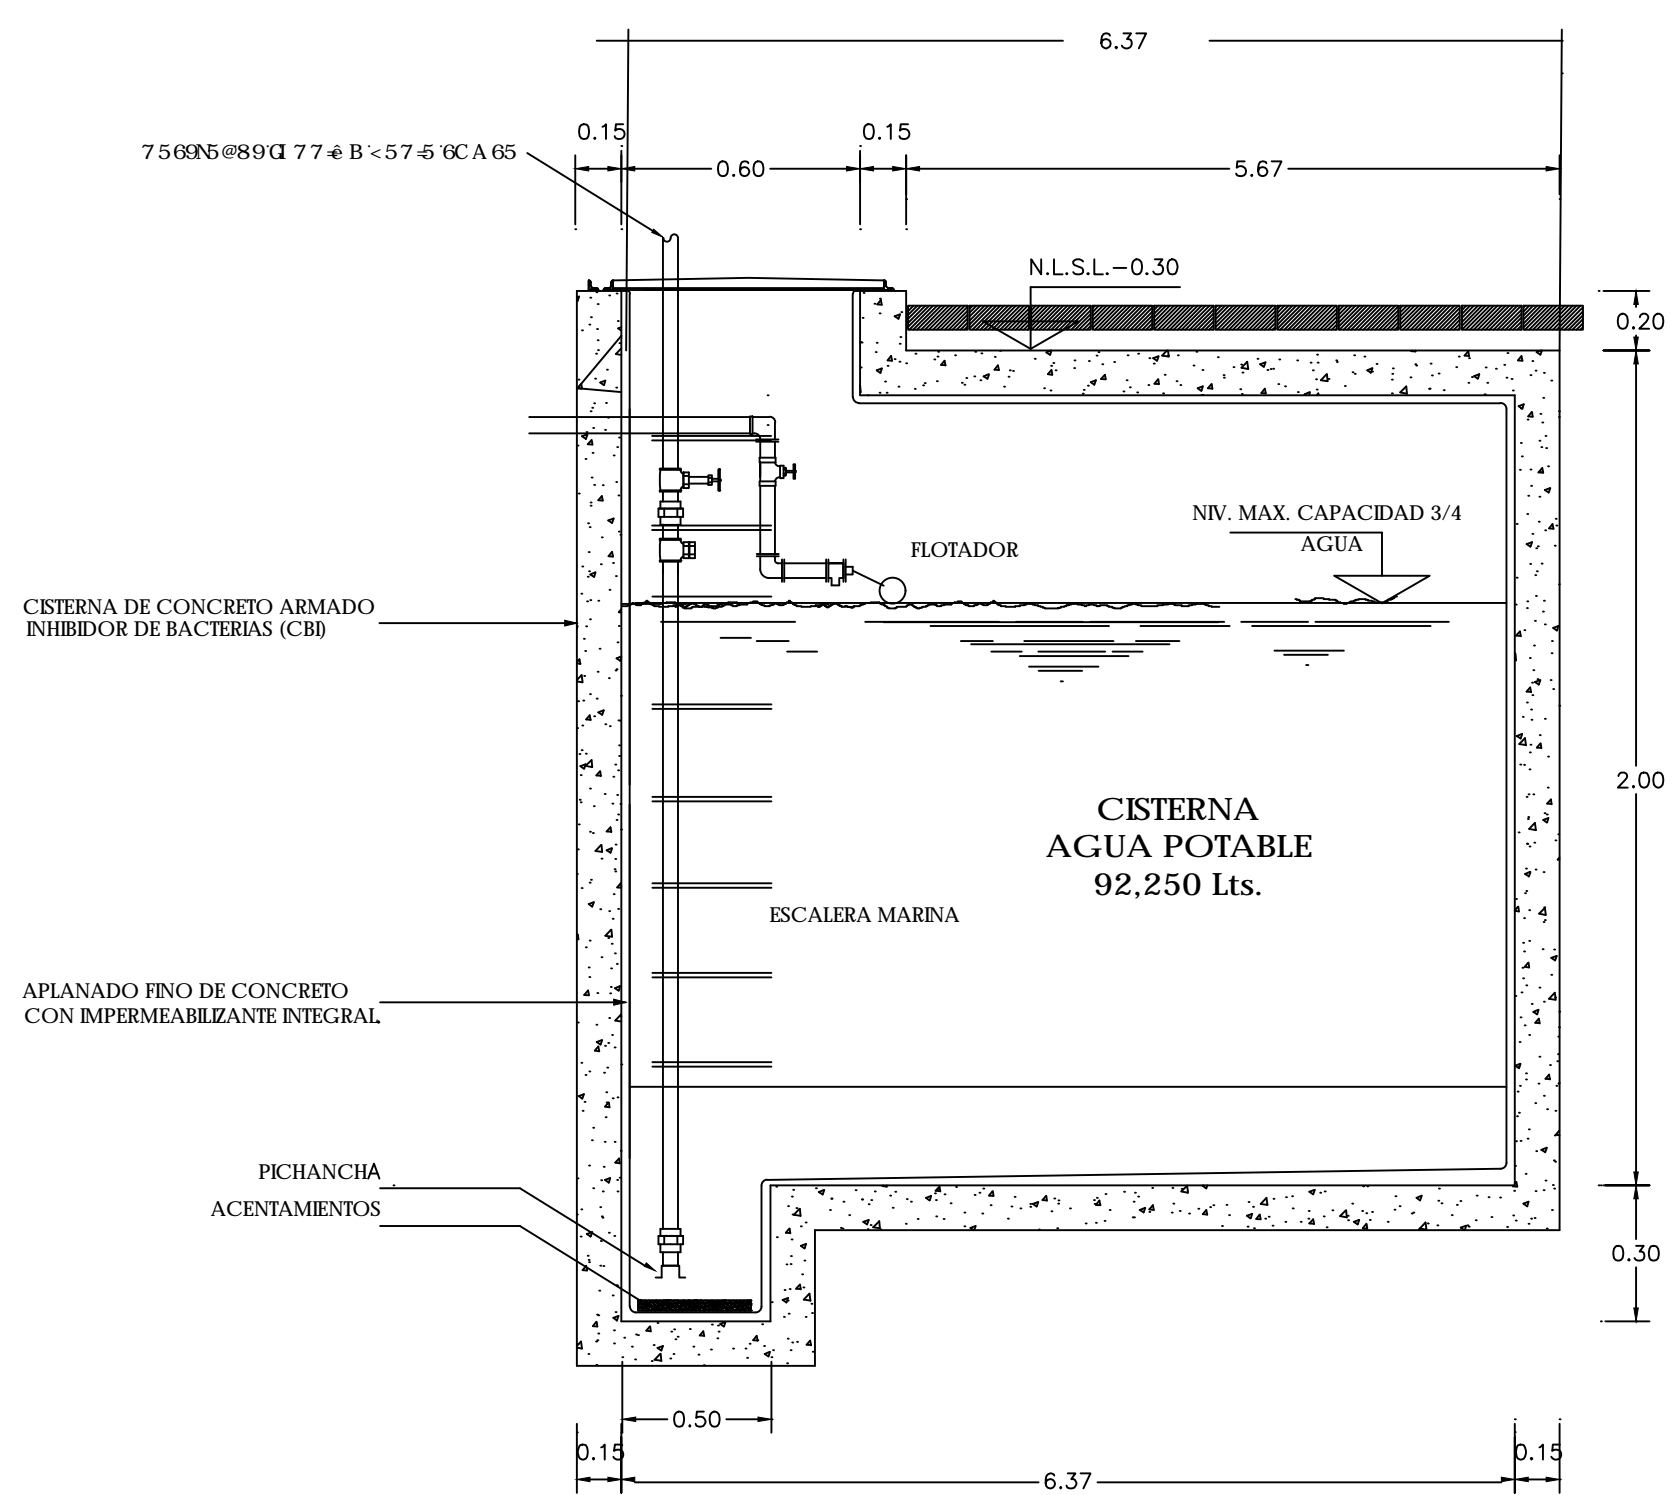 6.37
0.15
0.15
7569N5@89
0.60
5.67
N.L.S.L.-0.30
0.20
NIV. MAX. CAPACIDAD 3/4
AGUA
FLOTADOR
CISTERNA DE CONCRETO ARMADO
INHIBIDOR DE BACTERIAS (CBI)
2.00
CISTERNA
AGUA POTABLE
92,250 Lts.
ESCALERA MARINA
APLANADO FINO DE CONCRETO
CON IMPERMEABILIZANTE INTEGRAL.
PICHANCHA
ACENTAMIENTOS
0.30
0.50
0.15
0.15
6.37